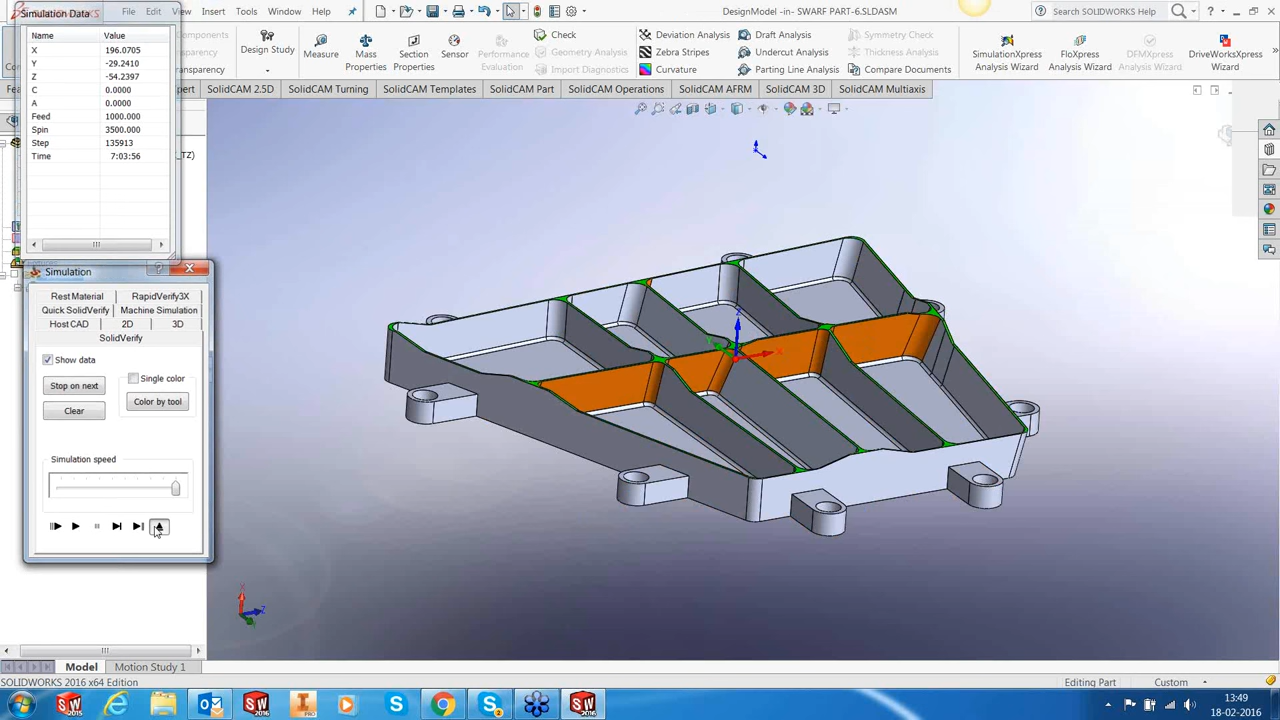 Simulation Data
File
Edit
View
Insert
Tools
Window
Help
DesignModel -in- SWARF PART-6.SLDASM
Search SOLIDWORKS Help
Name Value
X 196.0705
Y -29.2410
Z -54.2397
C 0.0000
A 0.0000
Feed 1000.000
Spin 3500.000
Step 135913
Time 7:03:56
Components
Transparency
Transparency
Design Study
Measure
Mass
Properties
Section
Properties
Sensor
Performance
Evaluation
Check
Geometry Analysis
Import Diagnostics
Deviation Analysis
Zebra Stripes
Curvature
Draft Analysis
Undercut Analysis
Parting Line Analysis
Symmetry Check
Thickness Analysis
Compare Documents
SimulationXpress
Analysis Wizard
FloXpress
Analysis Wizard
DFMXpress
Analysis Wizard
DriveWorksXpress
Wizard
SolidCAM 2.5D
SolidCAM Turning
SolidCAM Templates
SolidCAM Part
SolidCAM Operations
SolidCAM AFRM
SolidCAM 3D
SolidCAM Multiaxis
Simulation
Rest Material
RapidVerify3X
Quick SolidVerify
Machine Simulation
Host CAD
2D
3D
SolidVerify
Show data
Stop on next
Clear
Single color
Color by tool
Simulation speed
Z
Y
X
X
Z
Y
Model
Motion Study 1
SOLIDWORKS 2016 x64 Edition
Editing Part
Custom
13:49
18-02-2016